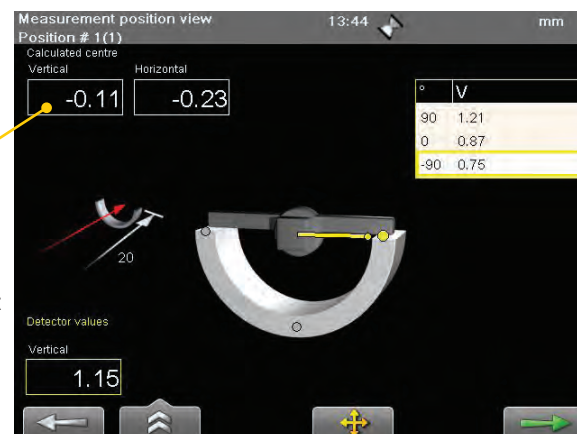 Measurement position view 13:44 mm
Position # 1(1)
Calculated centre
Vertical Horizontal
-0.11 -0.23
° V
90 1.21
0 0.87
-90 0.75
20
Detector values
Vertical
1.15